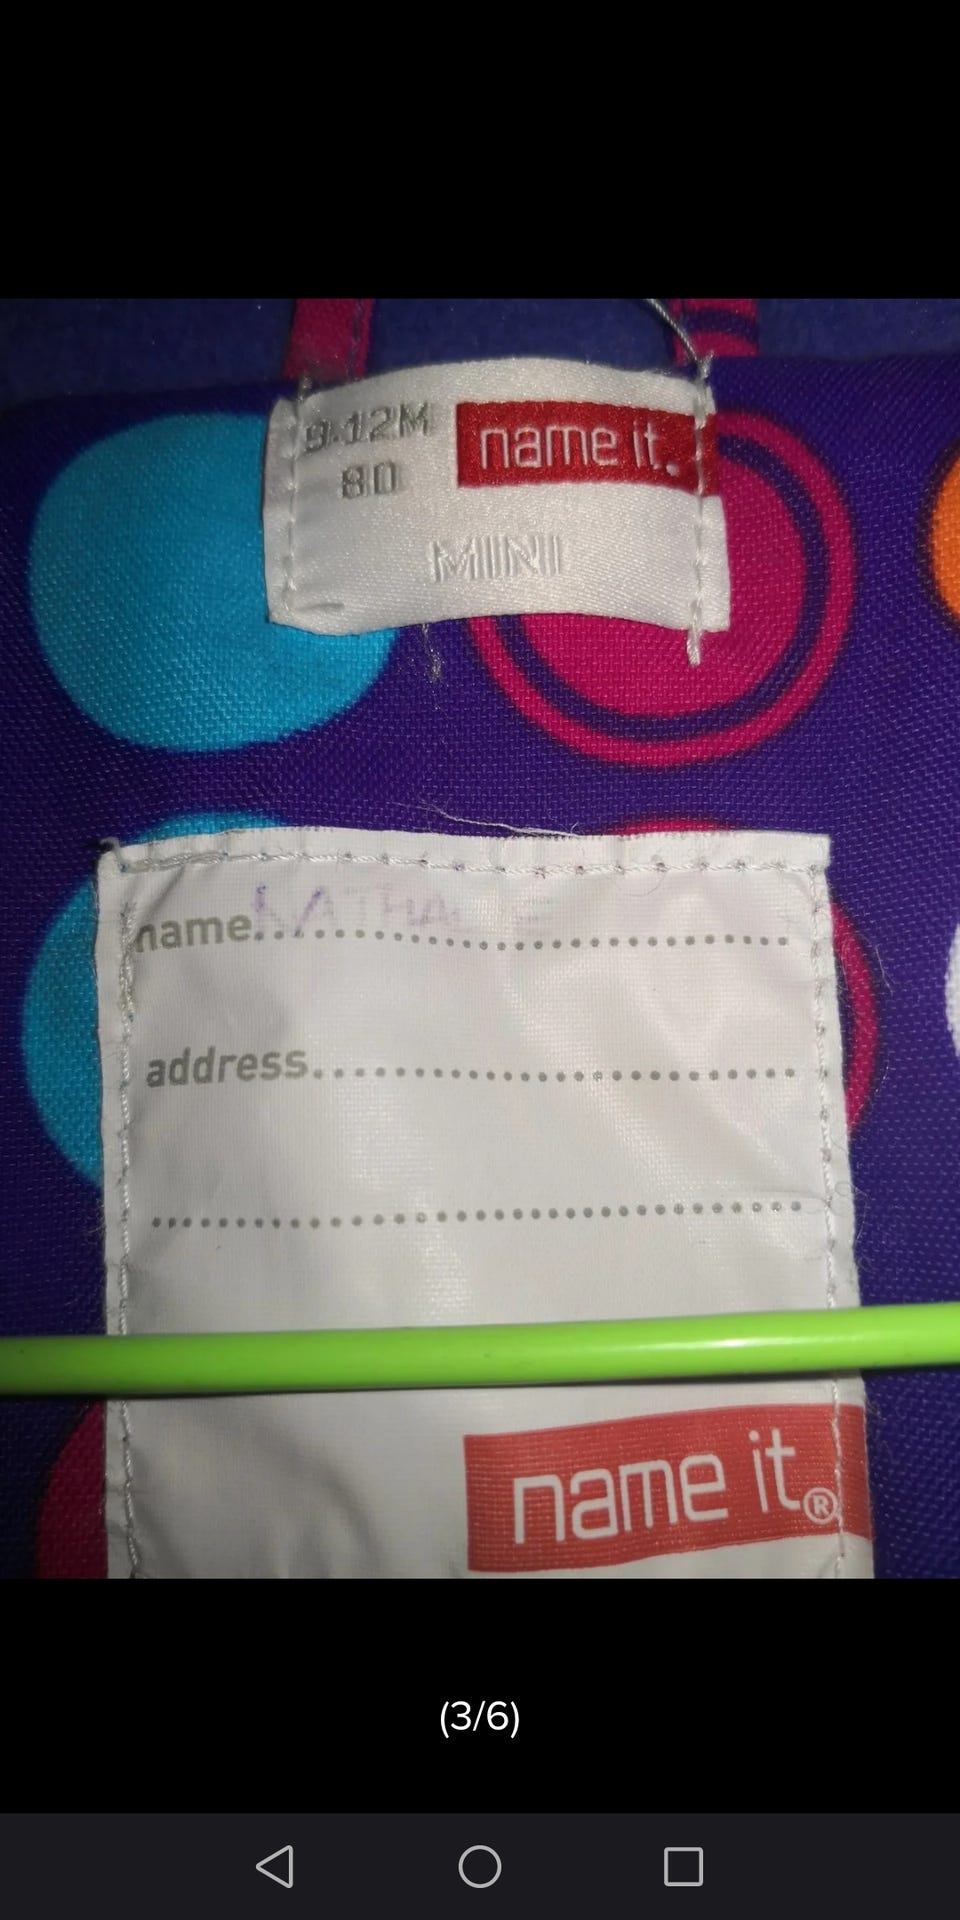 9-12M name it.
80
MINI
name..............................
address..............................
..............................
name it.®
(3/6)